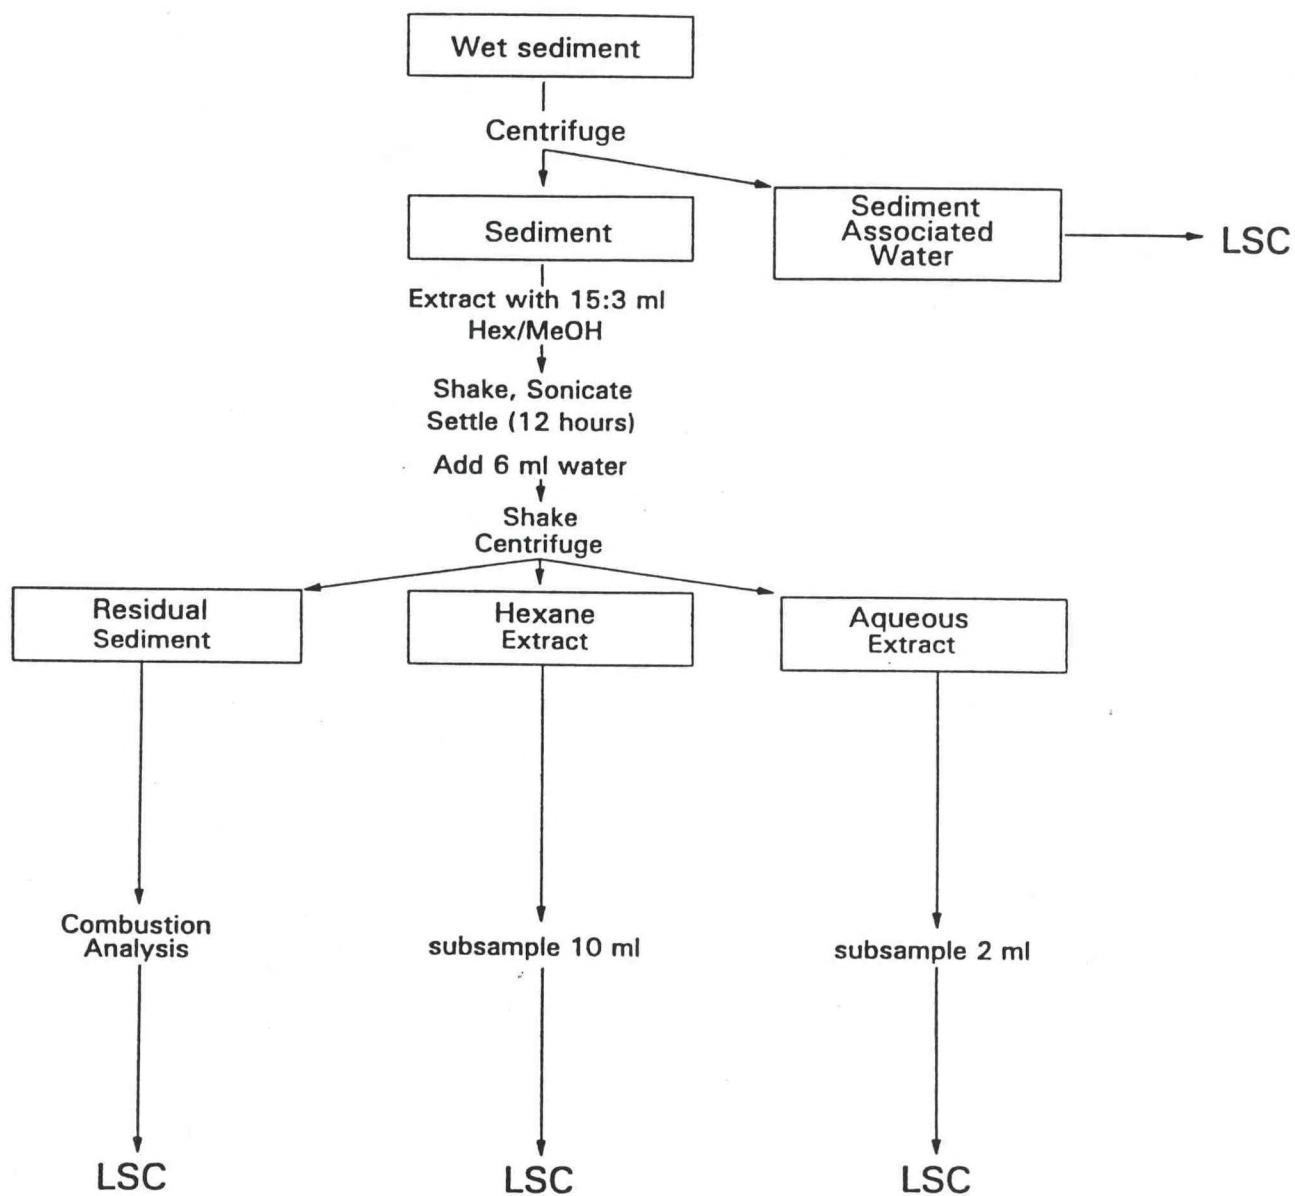 Wet sediment
Centrifuge
Sediment
Sediment
Associated
Water
LSC
Extract with 15:3 ml
Hex/MeOH
Shake, Sonicate
Settle (12 hours)
Add 6 ml water
Shake
Centrifuge
Residual
Sediment
Hexane
Extract
Aqueous
Extract
Combustion
Analysis
subsample 10 ml
subsample 2 ml
LSC
LSC
LSC